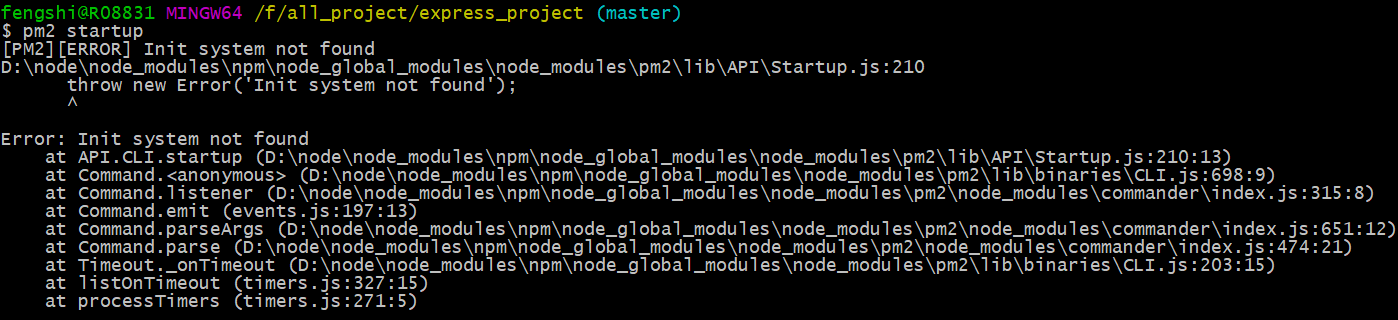 fengshi@RO8831 MINGW64 /f/all_project/express_project (master)
$ pm2 startup
[PM2][ERROR] Init system not found
D:\node\node_modules\npm\node_global_modules\node_modules\pm2\lib\API\Startup.js:210
      throw new Error('Init system not found');
      ^

Error: Init system not found
    at API.CLI.startup (D:\node\node_modules\npm\node_global_modules\node_modules\pm2\lib\API\Startup.js:210:13)
    at Command.<anonymous> (D:\node\node_modules\npm\node_global_modules\node_modules\pm2\lib\binaries\CLI.js:698:9)
    at Command.listener (D:\node\node_modules\npm\node_global_modules\node_modules\pm2\node_modules\commander\index.js:315:8)
    at Command.emit (events.js:197:13)
    at Command.parseArgs (D:\node\node_modules\npm\node_global_modules\node_modules\pm2\node_modules\commander\index.js:651:12)
    at Command.parse (D:\node\node_modules\npm\node_global_modules\node_modules\pm2\node_modules\commander\index.js:474:21)
    at Timeout._onTimeout (D:\node\node_modules\npm\node_global_modules\node_modules\pm2\lib\binaries\CLI.js:203:15)
    at listOnTimeout (timers.js:327:15)
    at processTimers (timers.js:271:5)